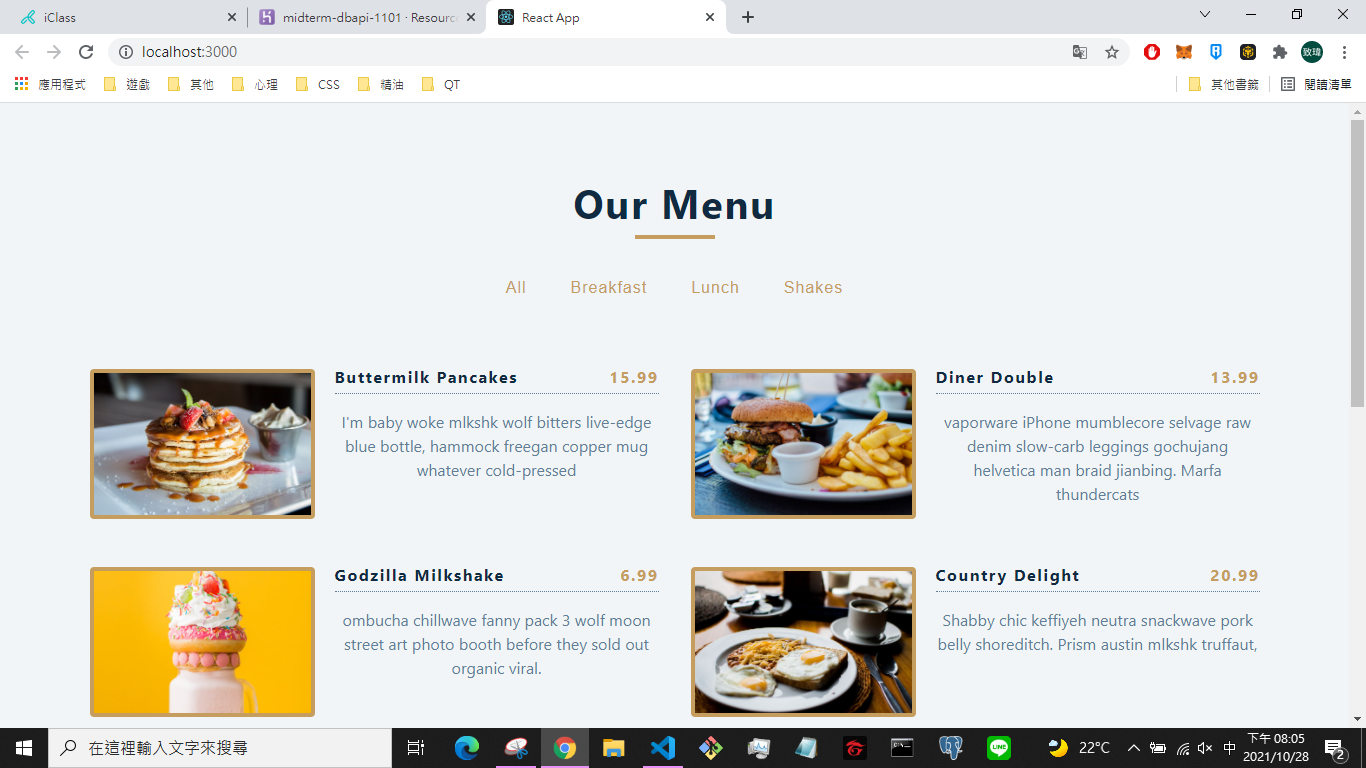 iClass
midterm-dbapi-1101 · Resourc
React App
localhost:3000
致瑋
應用程式
遊戲
其他
心理
CSS
精油
QT
其他書籤
閱讀清單
Our Menu
All
Breakfast
Lunch
Shakes
Buttermilk Pancakes 15.99
I'm baby woke mlkshk wolf bitters live-edge
blue bottle, hammock freegan copper mug
whatever cold-pressed
Diner Double 13.99
vaporware iPhone mumblecore selvage raw
denim slow-carb leggings gochujang
helvetica man braid jianbing. Marfa
thundercats
Godzilla Milkshake 6.99
ombucha chillwave fanny pack 3 wolf moon
street art photo booth before they sold out
organic viral.
Country Delight 20.99
Shabby chic keffiyeh neutra snackwave pork
belly shoreditch. Prism austin mlkshk truffaut,
在這裡輸入文字來搜尋
LINE
22°C
中
下午 08:05
2021/10/28
2